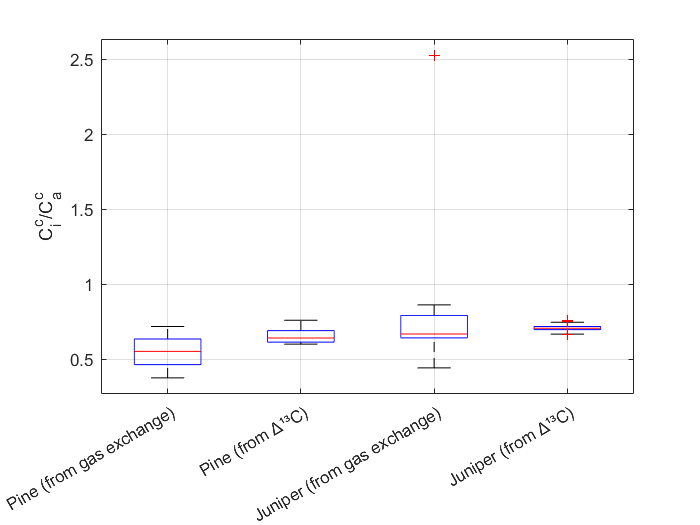 2.5
2
1.5
1
0.5
C_i^c/C_a^c
Pine (from gas exchange)
Pine (from Δ¹³C)
Juniper (from gas exchange)
Juniper (from Δ¹³C)